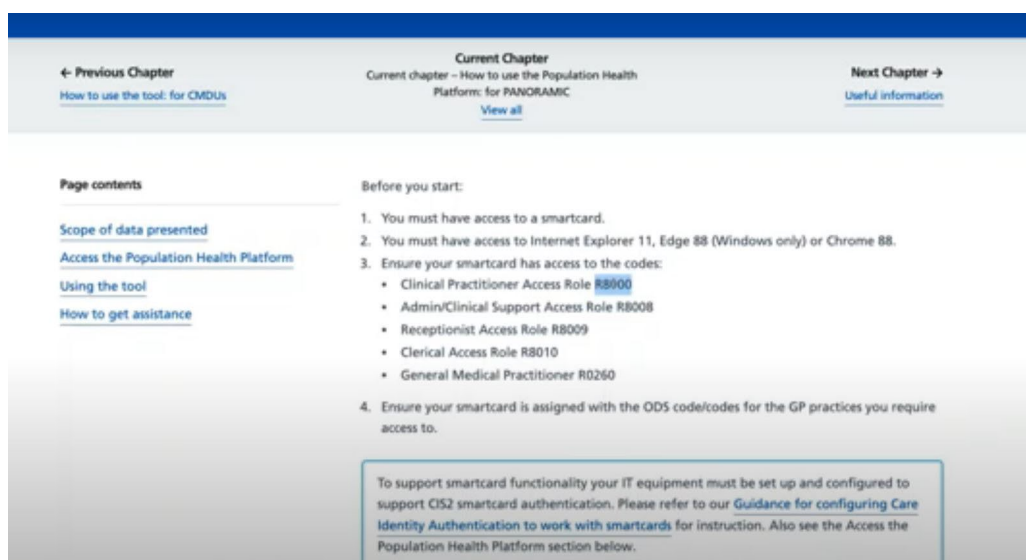 ← Previous Chapter
How to use the tool: for CMDUs
Current Chapter
Current chapter – How to use the Population Health
Platform: for PANORAMIC
View all
Next Chapter →
Useful information
Page contents
Scope of data presented
Access the Population Health Platform
Using the tool
How to get assistance
Before you start:
1. You must have access to a smartcard.
2. You must have access to Internet Explorer 11, Edge 88 (Windows only) or Chrome 88.
3. Ensure your smartcard has access to the codes:
• Clinical Practitioner Access Role R8000
• Admin/Clinical Support Access Role R8008
• Receptionist Access Role R8009
• Clerical Access Role R8010
• General Medical Practitioner R0260
4. Ensure your smartcard is assigned with the ODS code/codes for the GP practices you require
access to.
To support smartcard functionality your IT equipment must be set up and configured to
support CIS2 smartcard authentication. Please refer to our Guidance for configuring Care
Identity Authentication to work with smartcards for instruction. Also see the Access the
Population Health Platform section below.